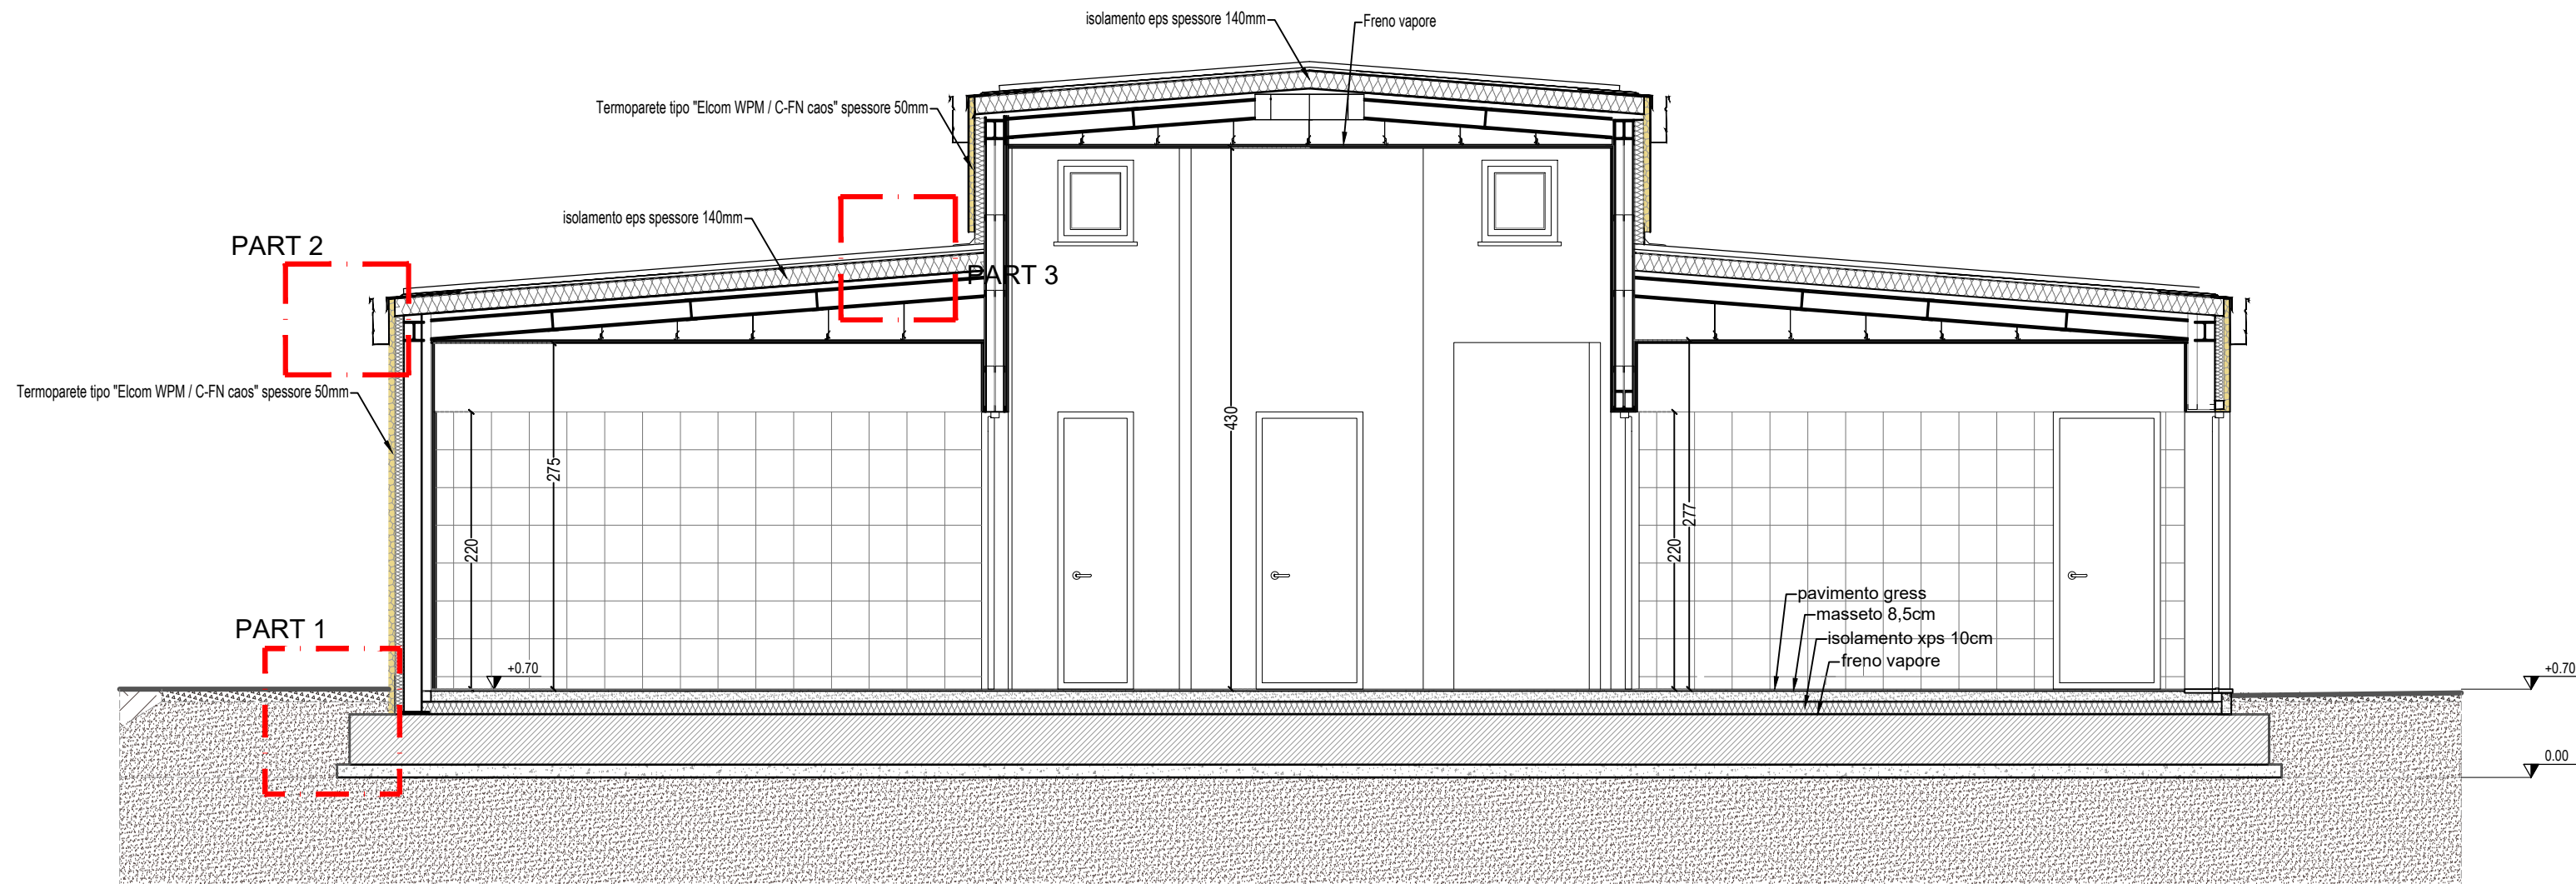 isolamento eps spessore 140mm
Freno vapore
Termoparete tipo "Elcom WPM / C-FN caos" spessore 50mm
isolamento eps spessore 140mm
PART 2
PART 3
Termoparete tipo "Elcom WPM / C-FN caos" spessore 50mm
430
275
277
220
220
pavimento gress
masseto 8,5cm
isolamento xps 10cm
freno vapore
PART 1
+0.70
+0.70
0.00